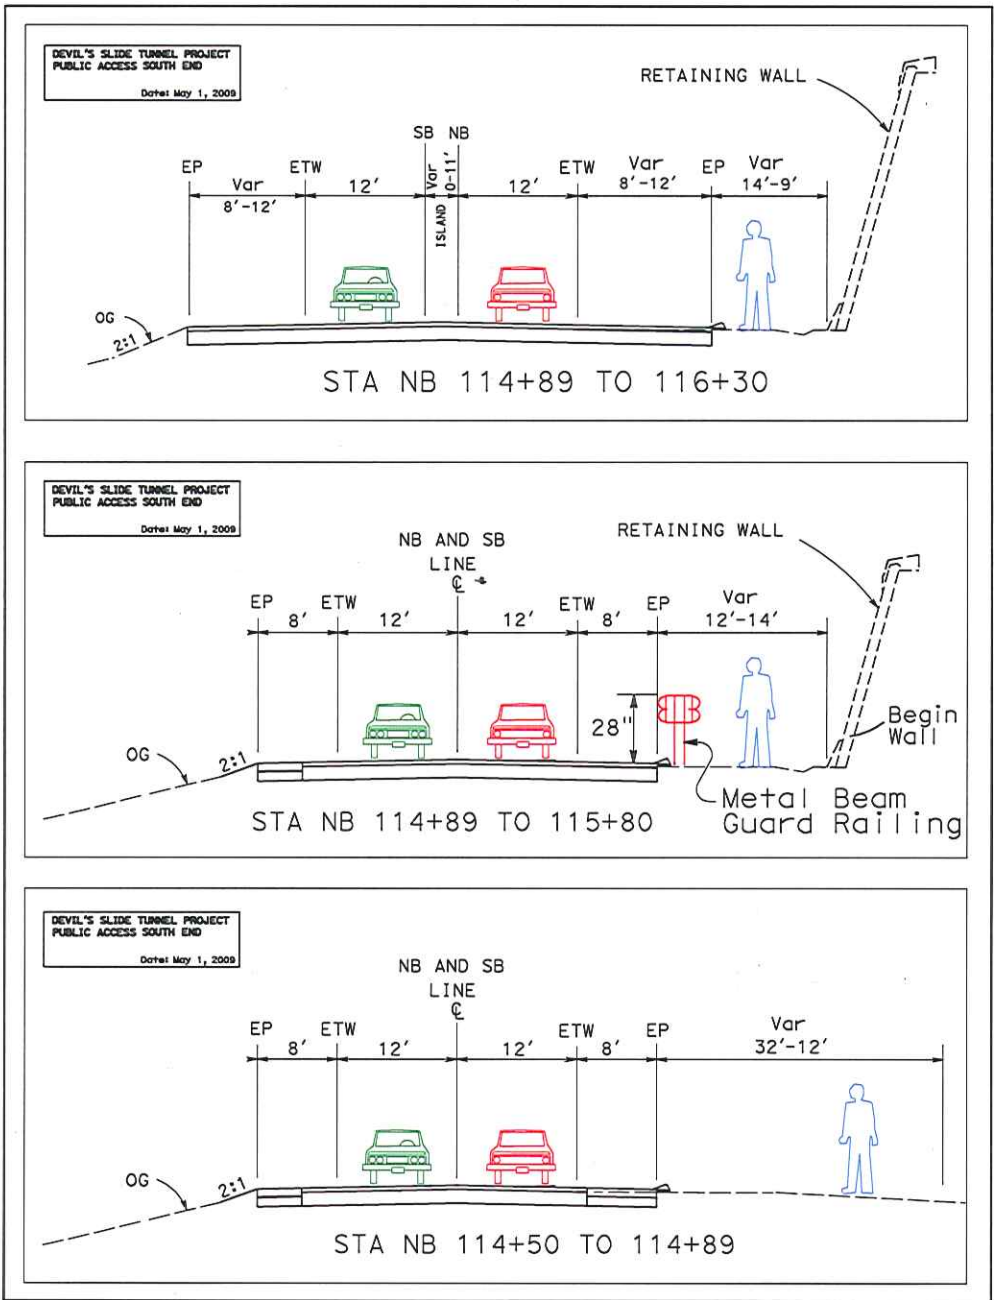 DEVIL'S SLIDE TUNNEL PROJECT
PUBLIC ACCESS SOUTH END
Date: May 1, 2009
RETAINING WALL
SB NB
EP ETW ETW Var EP Var
Var 12' Var 0-11' 12' 8'-12' 14'-9'
8'-12'
ISLAND
OG
2:1
STA NB 114+89 TO 116+30
DEVIL'S SLIDE TUNNEL PROJECT
PUBLIC ACCESS SOUTH END
Date: May 1, 2009
NB AND SB
LINE
℄
RETAINING WALL
EP ETW ETW EP Var
8' 12' 12' 8' 12'-14'
28"
Begin
Wall
OG
2:1
Metal Beam
Guard Railing
STA NB 114+89 TO 115+80
DEVIL'S SLIDE TUNNEL PROJECT
PUBLIC ACCESS SOUTH END
Date: May 1, 2009
NB AND SB
LINE
℄
EP ETW ETW EP Var
8' 12' 12' 8' 32'-12'
OG
2:1
STA NB 114+50 TO 114+89